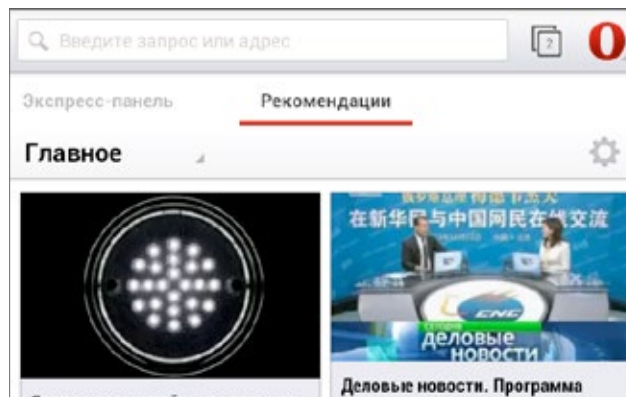 Введите запрос или адрес
2
Экспресс-панель
Рекомендации
Главное
在新华网与中国网民在线交流
CNC
СЕГОДНЯ
ДЕЛОВЫЕ
НОВОСТИ
Деловые новости. Программа